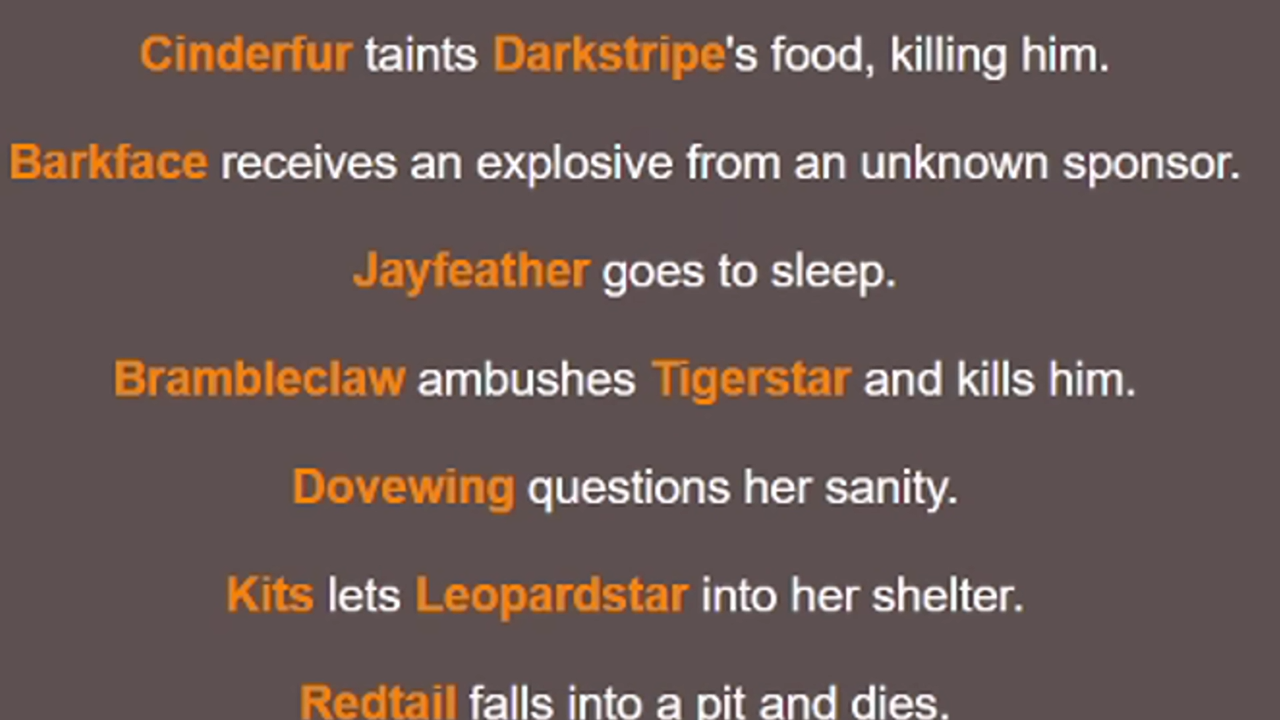 Cinderfur taints Darkstripe's food, killing him.
Barkface receives an explosive from an unknown sponsor.
Jayfeather goes to sleep.
Brambleclaw ambushes Tigerstar and kills him.
Dovewing questions her sanity.
Kits lets Leopardstar into her shelter.
Redtail falls into a pit and dies.